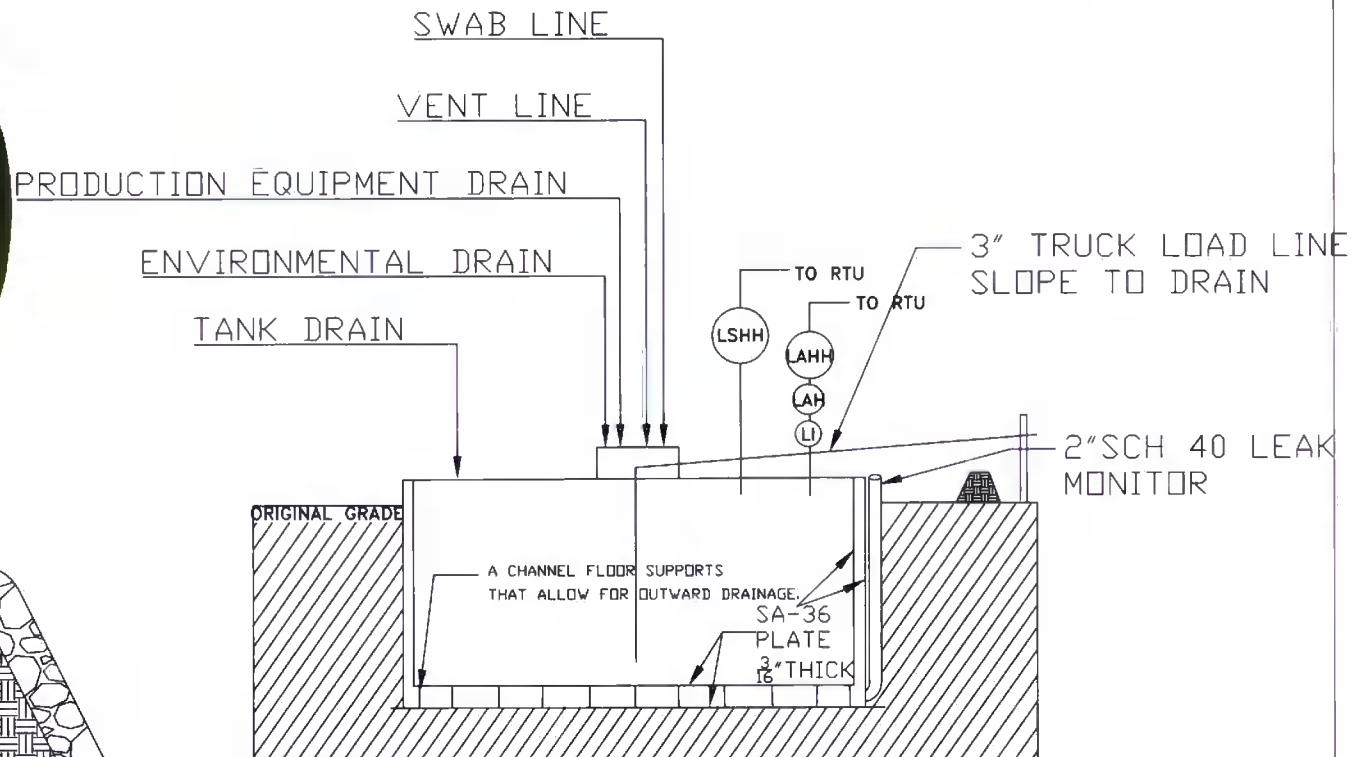 SWAB LINE
VENT LINE
PRODUCTION EQUIPMENT DRAIN
ENVIRONMENTAL DRAIN
TANK DRAIN
TO RTU
TO RTU
3" TRUCK LOAD LINE
SLOPE TO DRAIN
LSHH
LAHH
LAH
LI
2"SCH 40 LEAK
MONITOR
ORIGINAL GRADE
A CHANNEL FLOOR SUPPORTS
THAT ALLOW FOR OUTWARD DRAINAGE.
SA-36
PLATE
3/16" THICK